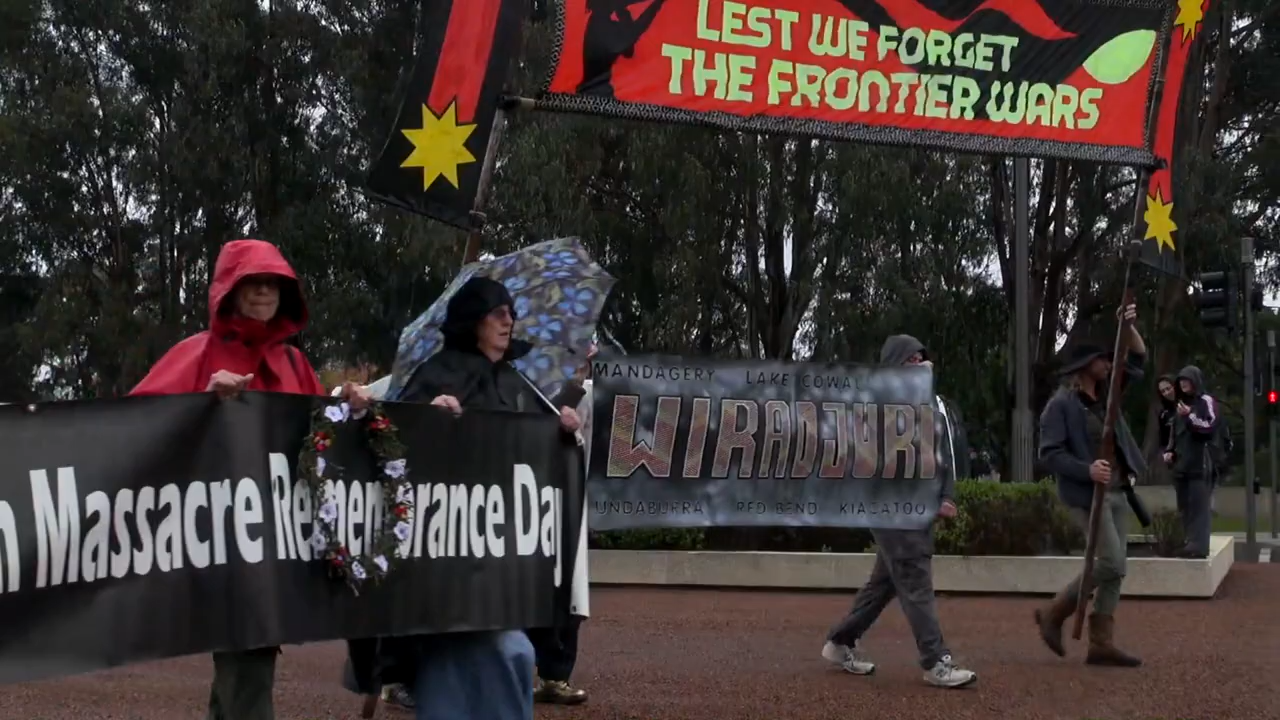 LEST WE FORGET
THE FRONTIER WARS
MANDAGERY LAKE COWAL
WIRADJURI
UNDABURRA RED BEND KIACATOO
Massacre Remembrance Day